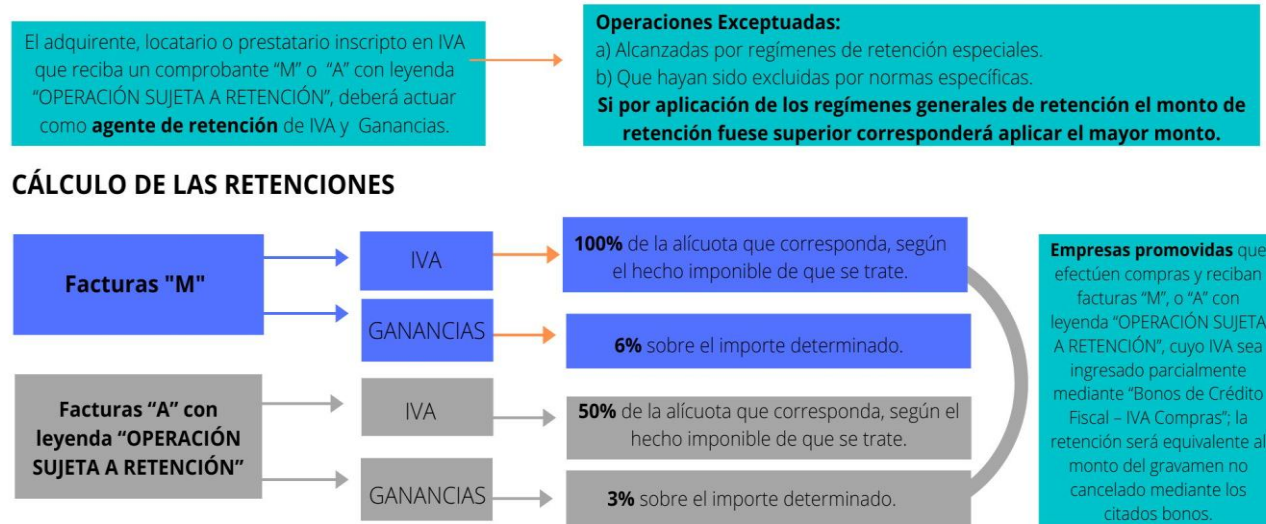 El adquirente, locatario o prestatario inscripto en IVA
que reciba un comprobante “M” o “A” con leyenda
“OPERACIÓN SUJETA A RETENCIÓN”, deberá actuar
como agente de retención de IVA y Ganancias.
Operaciones Exceptuadas:
a) Alcanzadas por regímenes de retención especiales.
b) Que hayan sido excluidas por normas específicas.
Si por aplicación de los regímenes generales de retención el monto de
retención fuese superior corresponderá aplicar el mayor monto.
CÁLCULO DE LAS RETENCIONES
Facturas "M"
IVA
100% de la alícuota que corresponda, según
el hecho imponible de que se trate.
GANANCIAS
6% sobre el importe determinado.
Facturas “A” con
leyenda “OPERACIÓN
SUJETA A RETENCIÓN”
IVA
50% de la alícuota que corresponda, según el
hecho imponible de que se trate.
GANANCIAS
3% sobre el importe determinado.
Empresas promovidas que
efectúen compras y reciban
facturas “M”, o “A” con
leyenda “OPERACIÓN SUJETA
A RETENCIÓN”, cuyo IVA sea
ingresado parcialmente
mediante “Bonos de Crédito
Fiscal – IVA Compras”; la
retención será equivalente al
monto del gravamen no
cancelado mediante los
citados bonos.